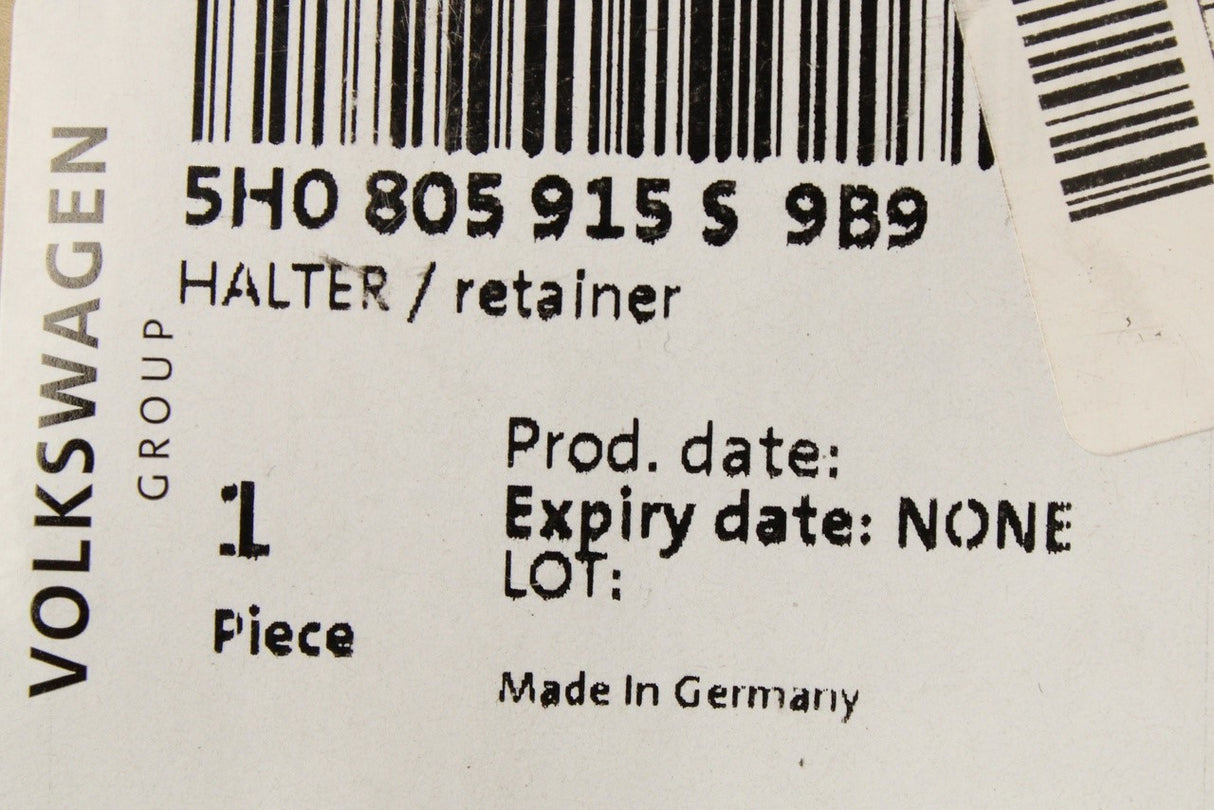 VOLKSWAGEN
GROUP
5H0 805 915 S 9B9
HALTER / retainer
1
Piece
Prod. date:
Expiry date: NONE
LOT:
Made In Germany